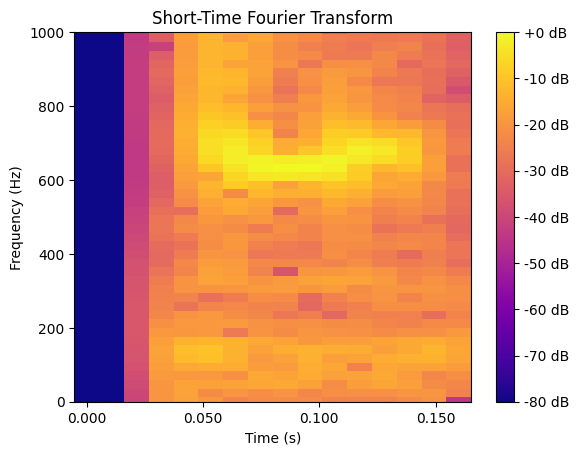 Short-Time Fourier Transform
1000
800
600
400
200
0
Frequency (Hz)
0.000
0.050
0.100
0.150
Time (s)
+0 dB
-10 dB
-20 dB
-30 dB
-40 dB
-50 dB
-60 dB
-70 dB
-80 dB